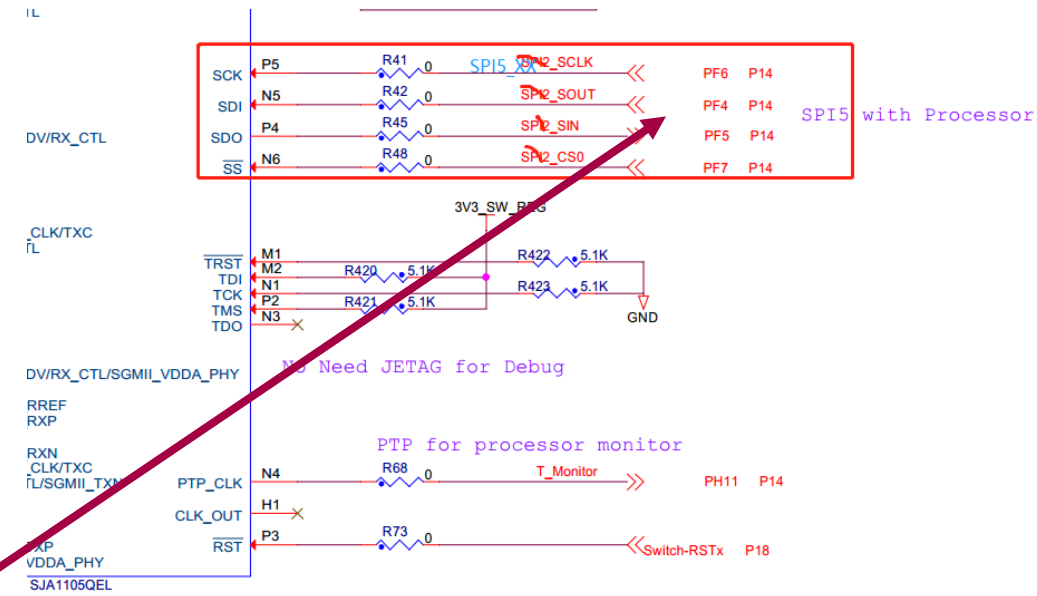 SCK P5 R41 0 SPI5_XX SPI2_SCLK PF6 P14
SDI N5 R42 0 SPI2_SOUT PF4 P14
SPI5 with Processor
DV/RX_CTL SDO P4 R45 0 SPI2_SIN PF5 P14
SS N6 R48 0 SPI2_CS0 PF7 P14
3V3_SW_REG
_CLK/TXC
TL
TRST M1 R422 5.1K
TDI M2 R420 5.1K
TCK N1 R423 5.1K
TMS P2 R421 5.1K
TDO N3
GND
DV/RX_CTL/SGMII_VDDA_PHY
No Need JETAG for Debug
RREF
RXP
PTP for processor monitor
RXN
_CLK/TXC
TL/SGMII_TXN PTP_CLK N4 R68 0 T_Monitor PH11 P14
CLK_OUT H1
RST P3 R73 0 Switch-RSTx P18
TXP
VDDA_PHY
SJA1105QEL